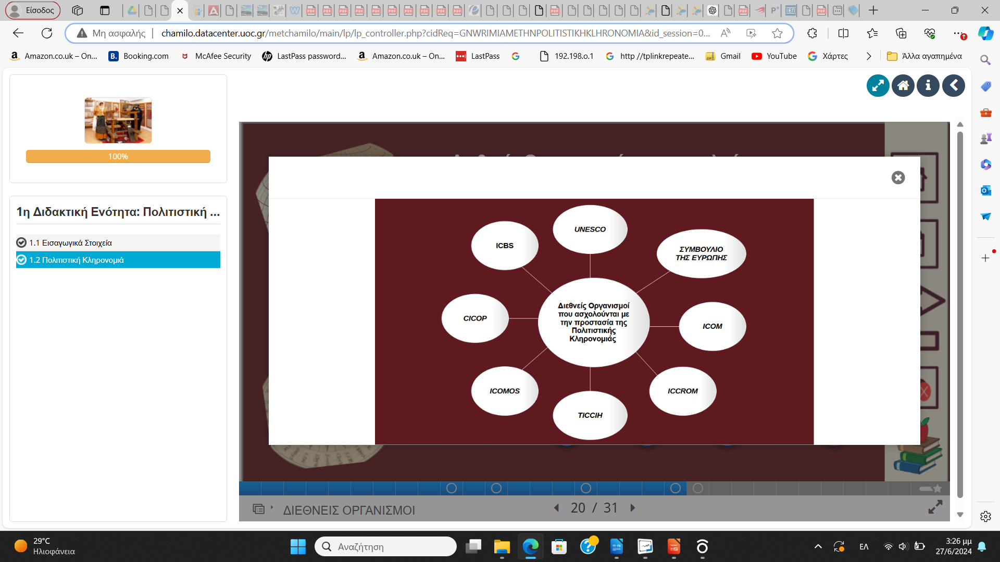 Είσοδος
Μη ασφαλής | chamilo.datacenter.uoc.gr/metchamilo/main/lp/lp_controller.php?cidReq=GNWRIMIAMETHNPOLITISTIKHKLHRONOMIA&id_session=0...
Amazon.co.uk – On... Booking.com McAfee Security LastPass password... Amazon.co.uk – On... LastPass 192.198.o.1 http //tplinkrepeate... Gmail YouTube Χάρτες Άλλα αγαπημένα
100%
1η Διδακτική Ενότητα: Πολιτιστική ...
1.1 Εισαγωγικά Στοιχεία
1.2 Πολιτιστική Κληρονομιά
UNESCO
ICBS
ΣΥΜΒΟΥΛΙΟ
ΤΗΣ ΕΥΡΩΠΗΣ
CICOP
Διεθνείς Οργανισμοί
που ασχολούνται με
την προστασία της
Πολιτιστικής
Κληρονομιάς
ICOM
ICOMOS
ICCROM
TICCIH
ΔΙΕΘΝΕΙΣ ΟΡΓΑΝΙΣΜΟΙ
20 / 31
29°C
Ηλιοφάνεια
Αναζήτηση
ΕΛ
3:26 μμ
27/6/2024